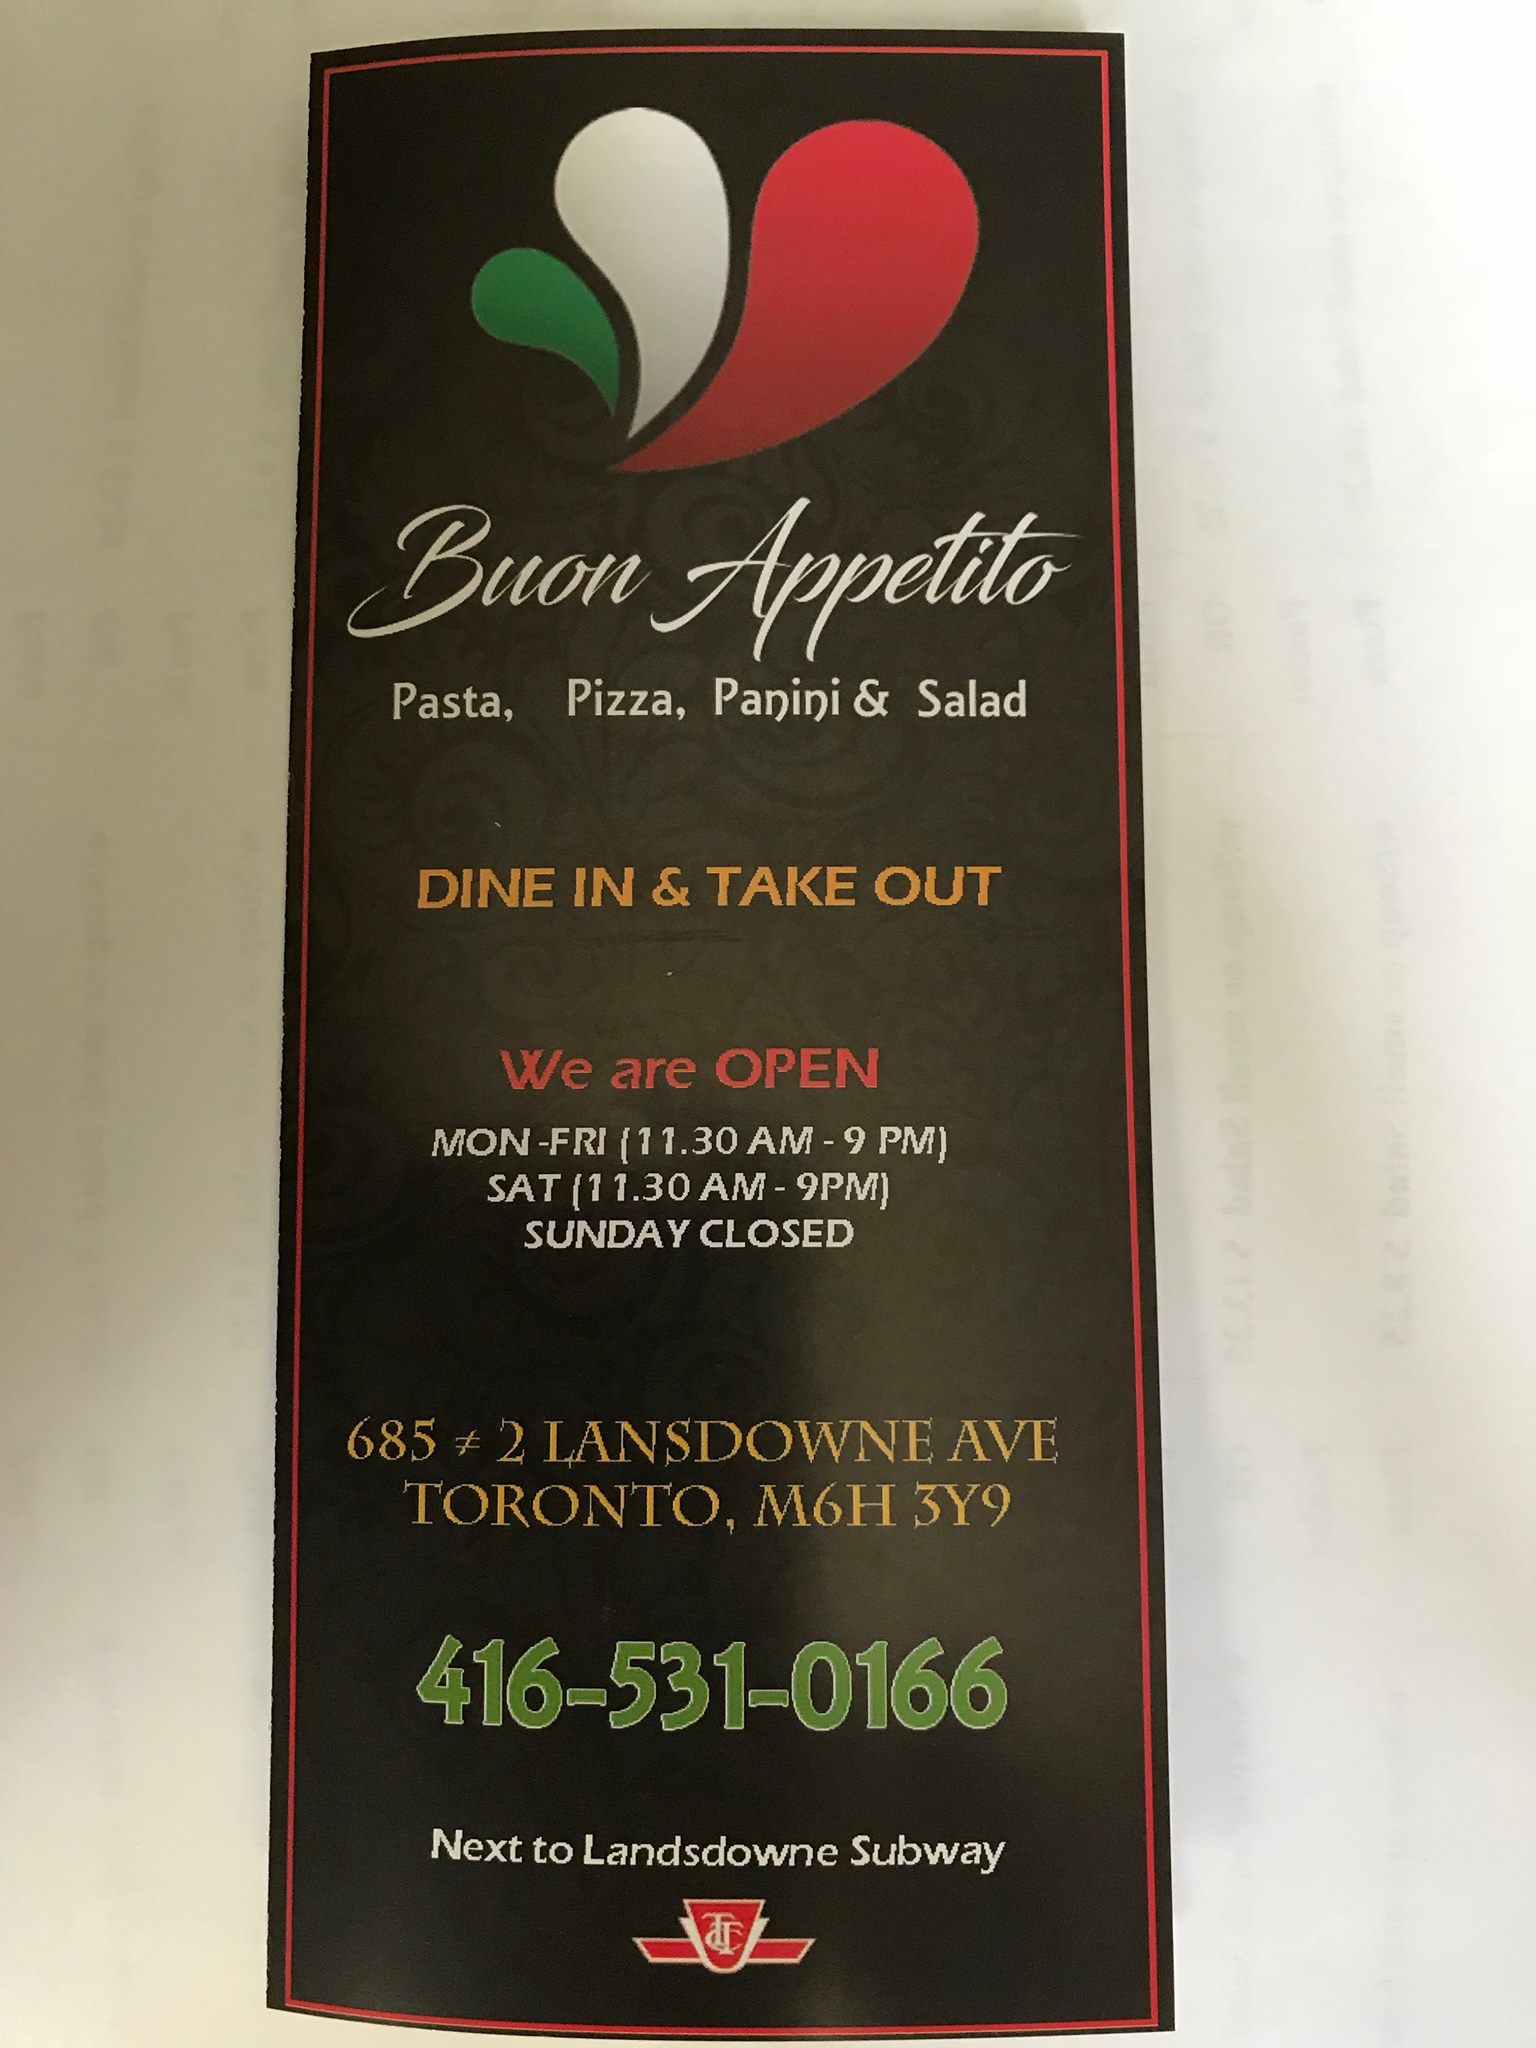 Buon Appetito
Pasta, Pizza, Panini & Salad
DINE IN & TAKE OUT
We are OPEN
MON -FRI (11.30 AM - 9 PM)
SAT (11.30 AM - 9PM)
SUNDAY CLOSED
685 ≠ 2 LANSDOWNE AVE
TORONTO, M6H 3Y9
416-531-0166
Next to Landsdowne Subway
TTC